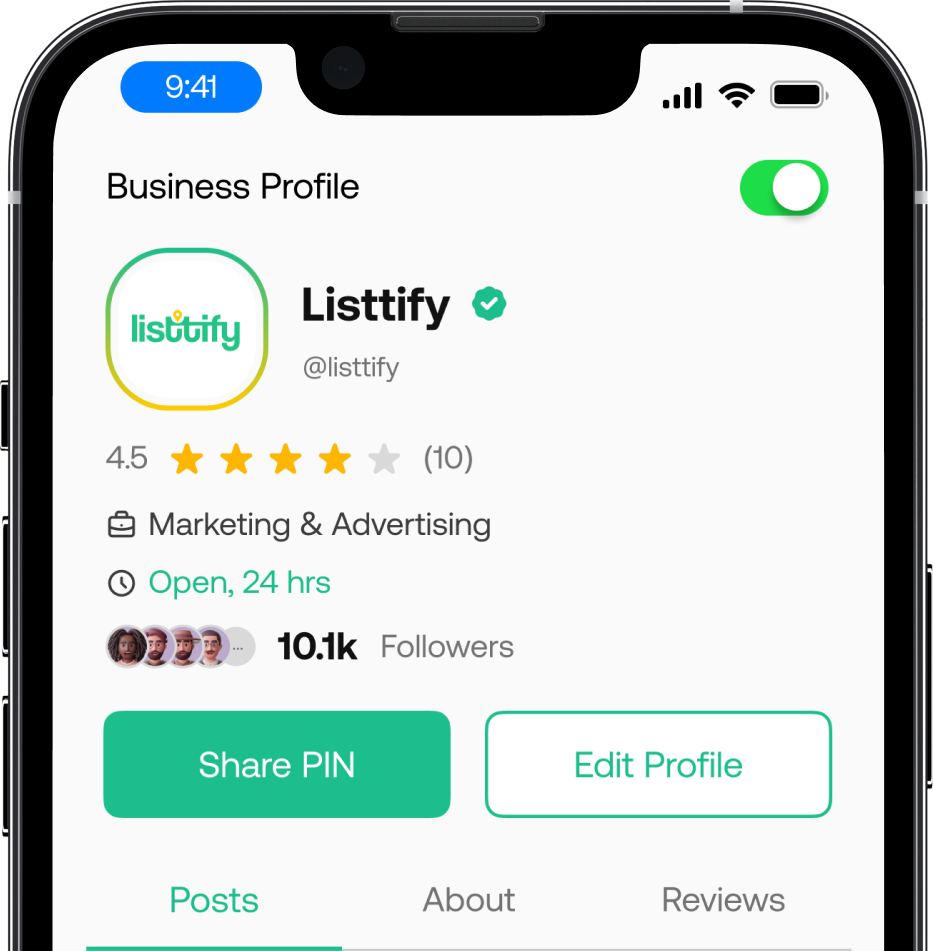 9:41
Business Profile
listtify
Listtify
@listtify
4.5 (10)
Marketing & Advertising
Open, 24 hrs
... 10.1k Followers
Share PIN Edit Profile
Posts About Reviews